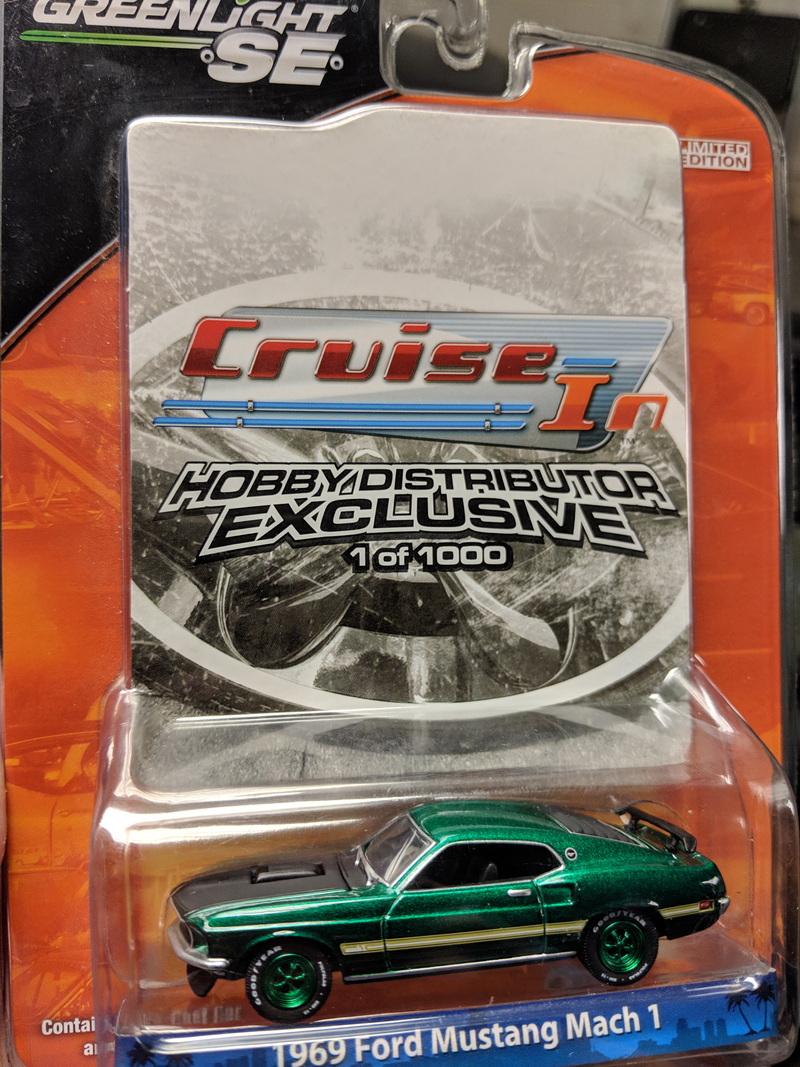 GREENLIGHT
SE
LIMITED
EDITION
Cruise
In
TM
HOBBY DISTRIBUTOR
EXCLUSIVE
1 of 1000
GOODYEAR
GOODYEAR
1969 Ford Mustang Mach 1